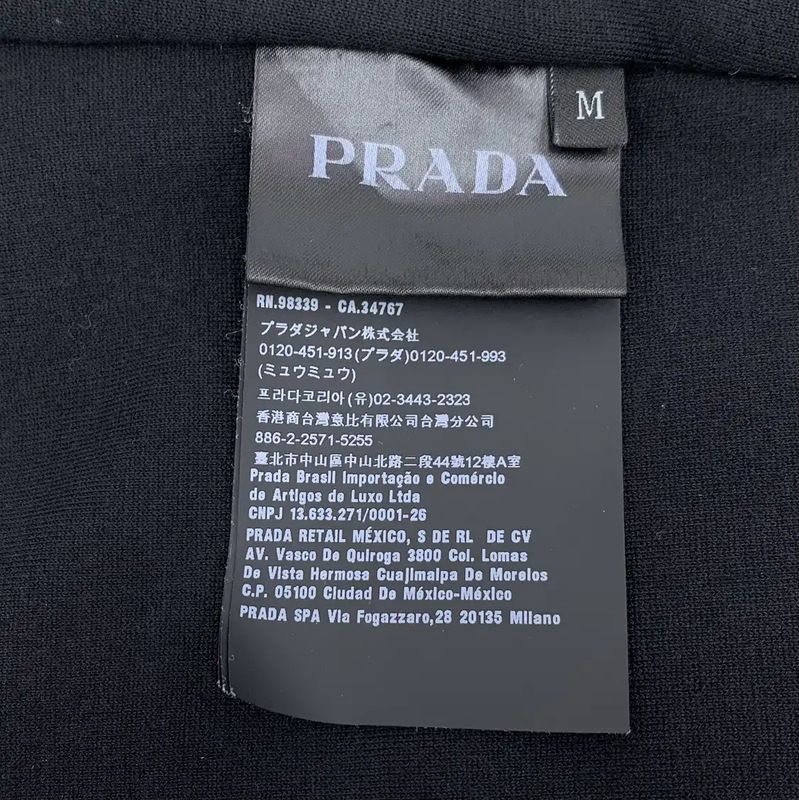 M
PRADA
RN.98339 - CA.34767
プラダジャパン株式会社
0120-451-913(プラダ)0120-451-993
(ミュウミュウ)
프라다코리아(유)02-3443-2323
香港商台灣意比有限公司台灣分公司
886-2-2571-5255
臺北市中山區中山北路二段44號12樓A室
Prada Brasil Importação e Comércio
de Artigos de Luxo Ltda
CNPJ 13.633.271/0001-26
PRADA RETAIL MÉXICO, S DE RL DE CV
AV. Vasco De Quiroga 3800 Col. Lomas
De Vista Hermosa Cuajimalpa De Morelos
C.P. 05100 Ciudad De México-México
PRADA SPA Via Fogazzaro,28 20135 Milano